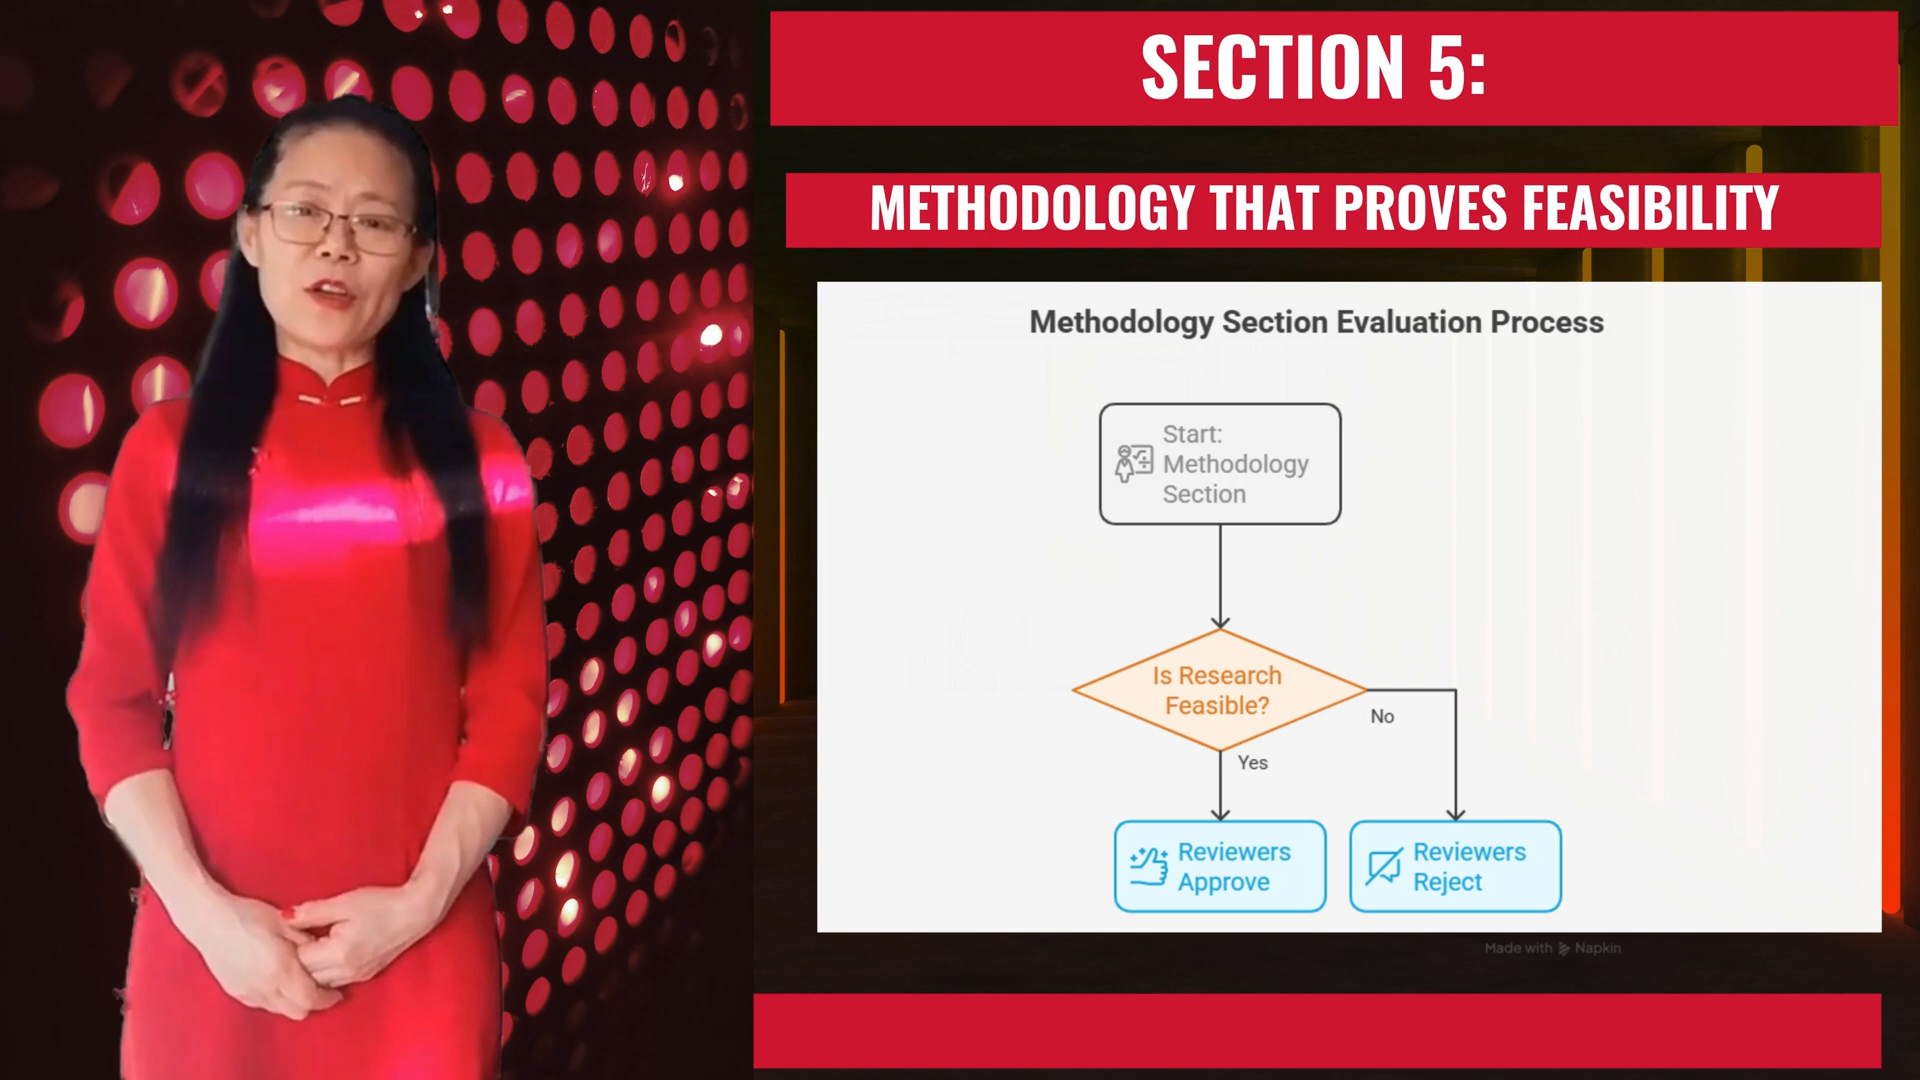 SECTION 5:
METHODOLOGY THAT PROVES FEASIBILITY
Methodology Section Evaluation Process
Start:
Methodology
Section
Is Research
Feasible?
No
Yes
Reviewers
Approve
Reviewers
Reject
Made with Napkin